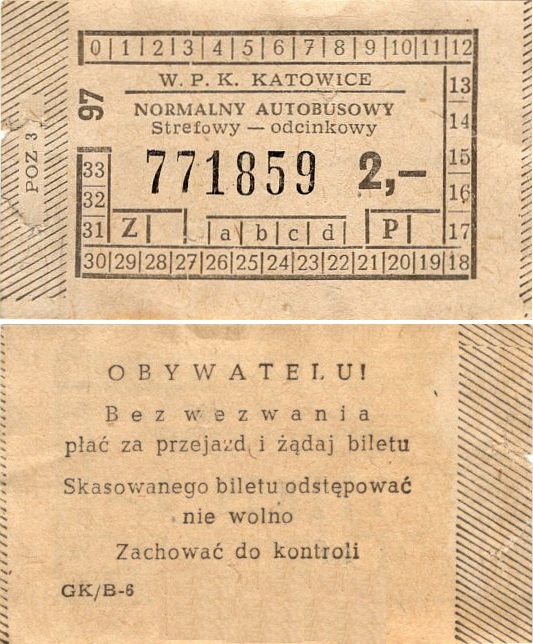 0|1|2|3|4|5|6|7|8|9|10|11|12
W. P. K. KATOWICE
13
97
NORMALNY AUTOBUSOWY
14
Strefowy — odcinkowy
POZ 3
33
771859 2,—
15
32
16
31
Z
a|b|c|d
P
17
30|29|28|27|26|25|24|23|22|21|20|19|18
OBYWATELU!
Bez wezwania
płać za przejazd i żądaj biletu
Skasowanego biletu odstępować
nie wolno
Zachować do kontroli
GK/B-6